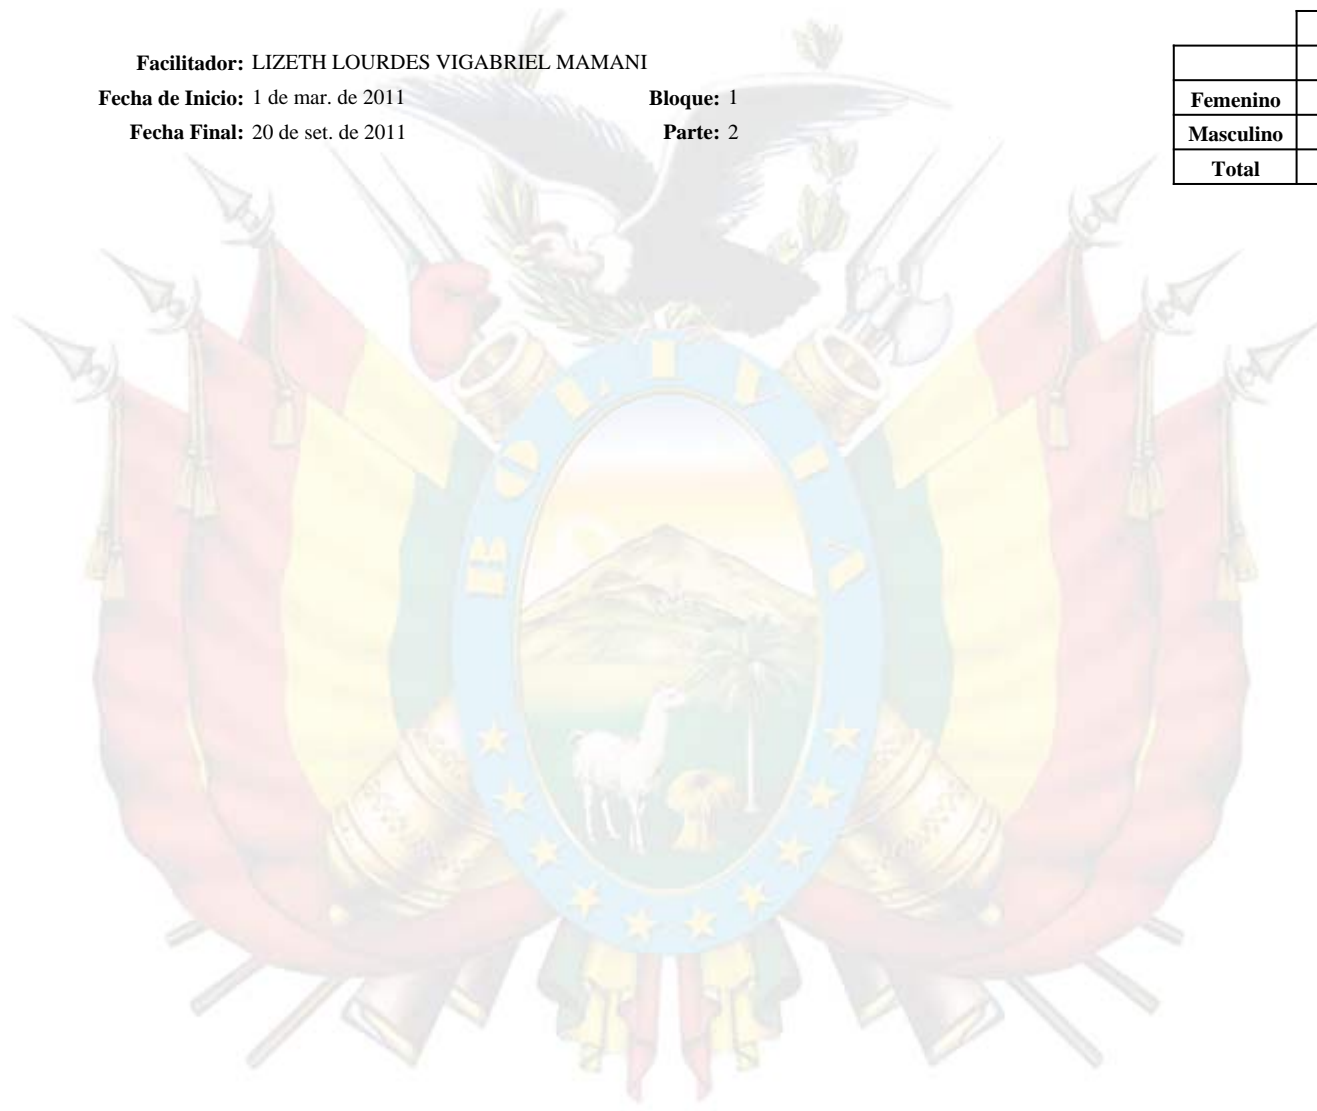 Facilitador: LIZETH LOURDES VIGABRIEL MAMANI
Fecha de Inicio: 1 de mar. de 2011 Bloque: 1
Fecha Final: 20 de set. de 2011 Parte: 2
Femenino
Masculino
Total
BOLIVIA